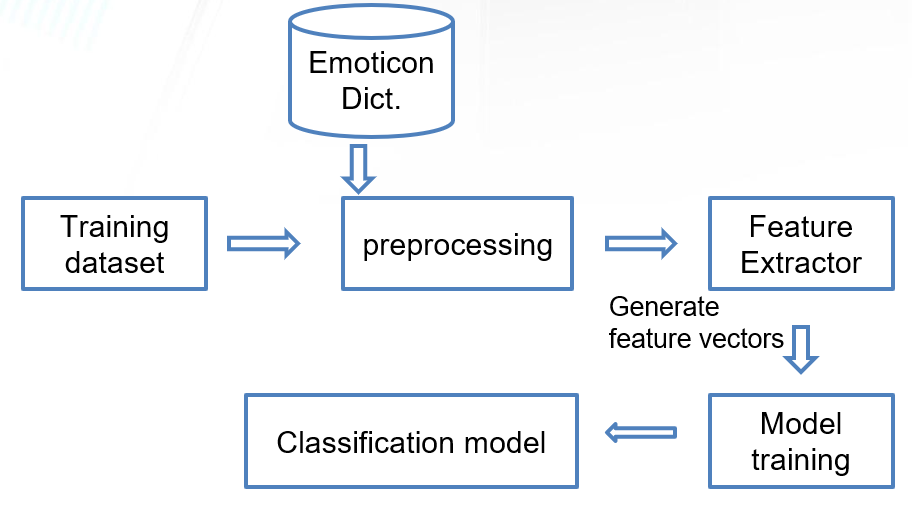 Emoticon
Dict.
Training
dataset
preprocessing
Feature
Extractor
Generate
feature vectors
Classification model
Model
training